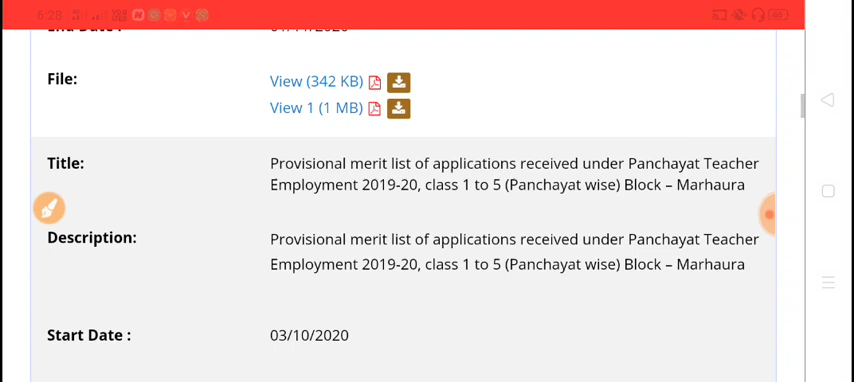 6:28
File:
View (342 KB)
View 1 (1 MB)
Title:
Provisional merit list of applications received under Panchayat Teacher
Employment 2019-20, class 1 to 5 (Panchayat wise) Block – Marhaura
Description:
Provisional merit list of applications received under Panchayat Teacher
Employment 2019-20, class 1 to 5 (Panchayat wise) Block – Marhaura
Start Date :
03/10/2020